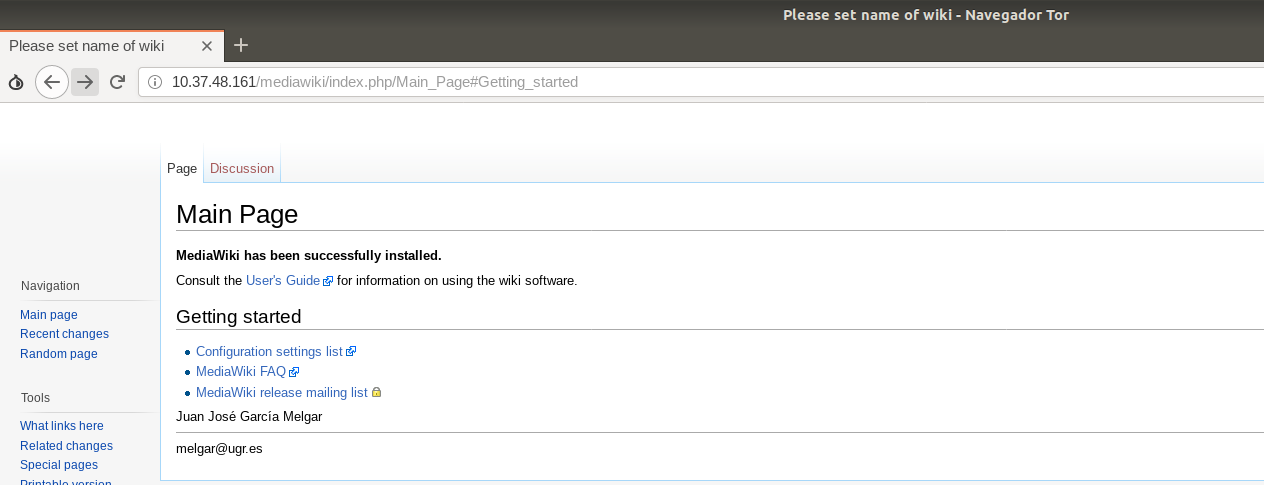 Please set name of wiki - Navegador Tor
Please set name of wiki
10.37.48.161/mediawiki/index.php/Main_Page#Getting_started
Page Discussion
Main Page
MediaWiki has been successfully installed.
Consult the User's Guide for information on using the wiki software.
Getting started
Configuration settings list
MediaWiki FAQ
MediaWiki release mailing list
Juan José García Melgar
melgar@ugr.es
Navigation
Main page
Recent changes
Random page
Tools
What links here
Related changes
Special pages
Printable version